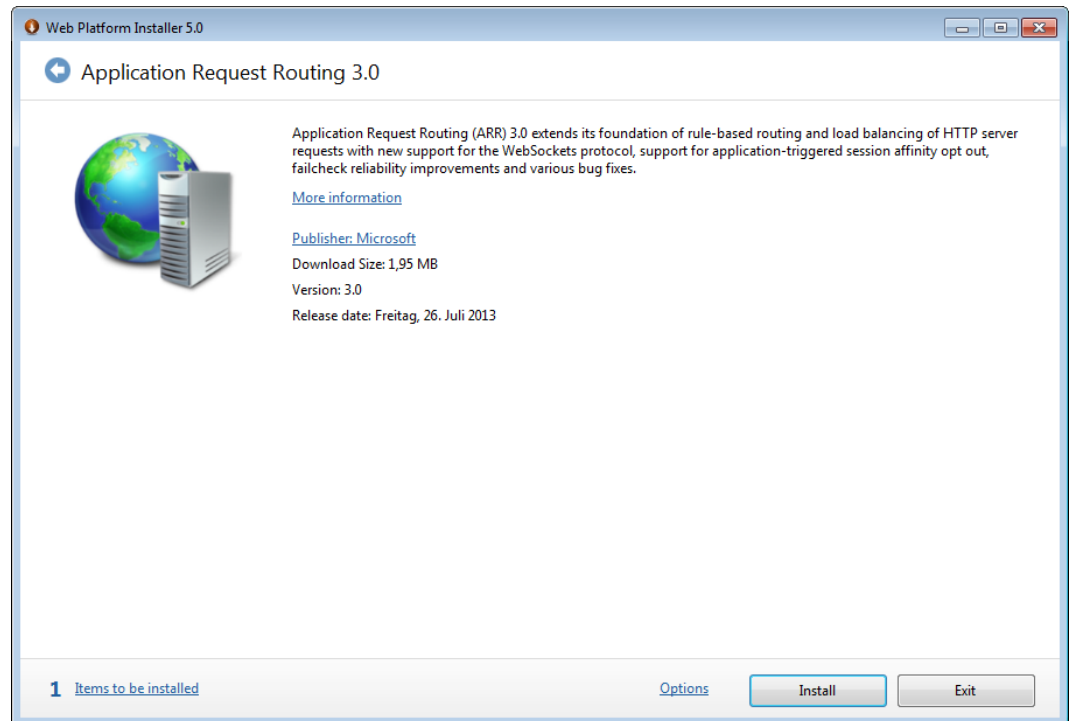 Web Platform Installer 5.0
Application Request Routing 3.0
Application Request Routing (ARR) 3.0 extends its foundation of rule-based routing and load balancing of HTTP server
requests with new support for the WebSockets protocol, support for application-triggered session affinity opt out,
failcheck reliability improvements and various bug fixes.
More information
Publisher: Microsoft
Download Size: 1,95 MB
Version: 3.0
Release date: Freitag, 26. Juli 2013
1 Items to be installed Options Install Exit